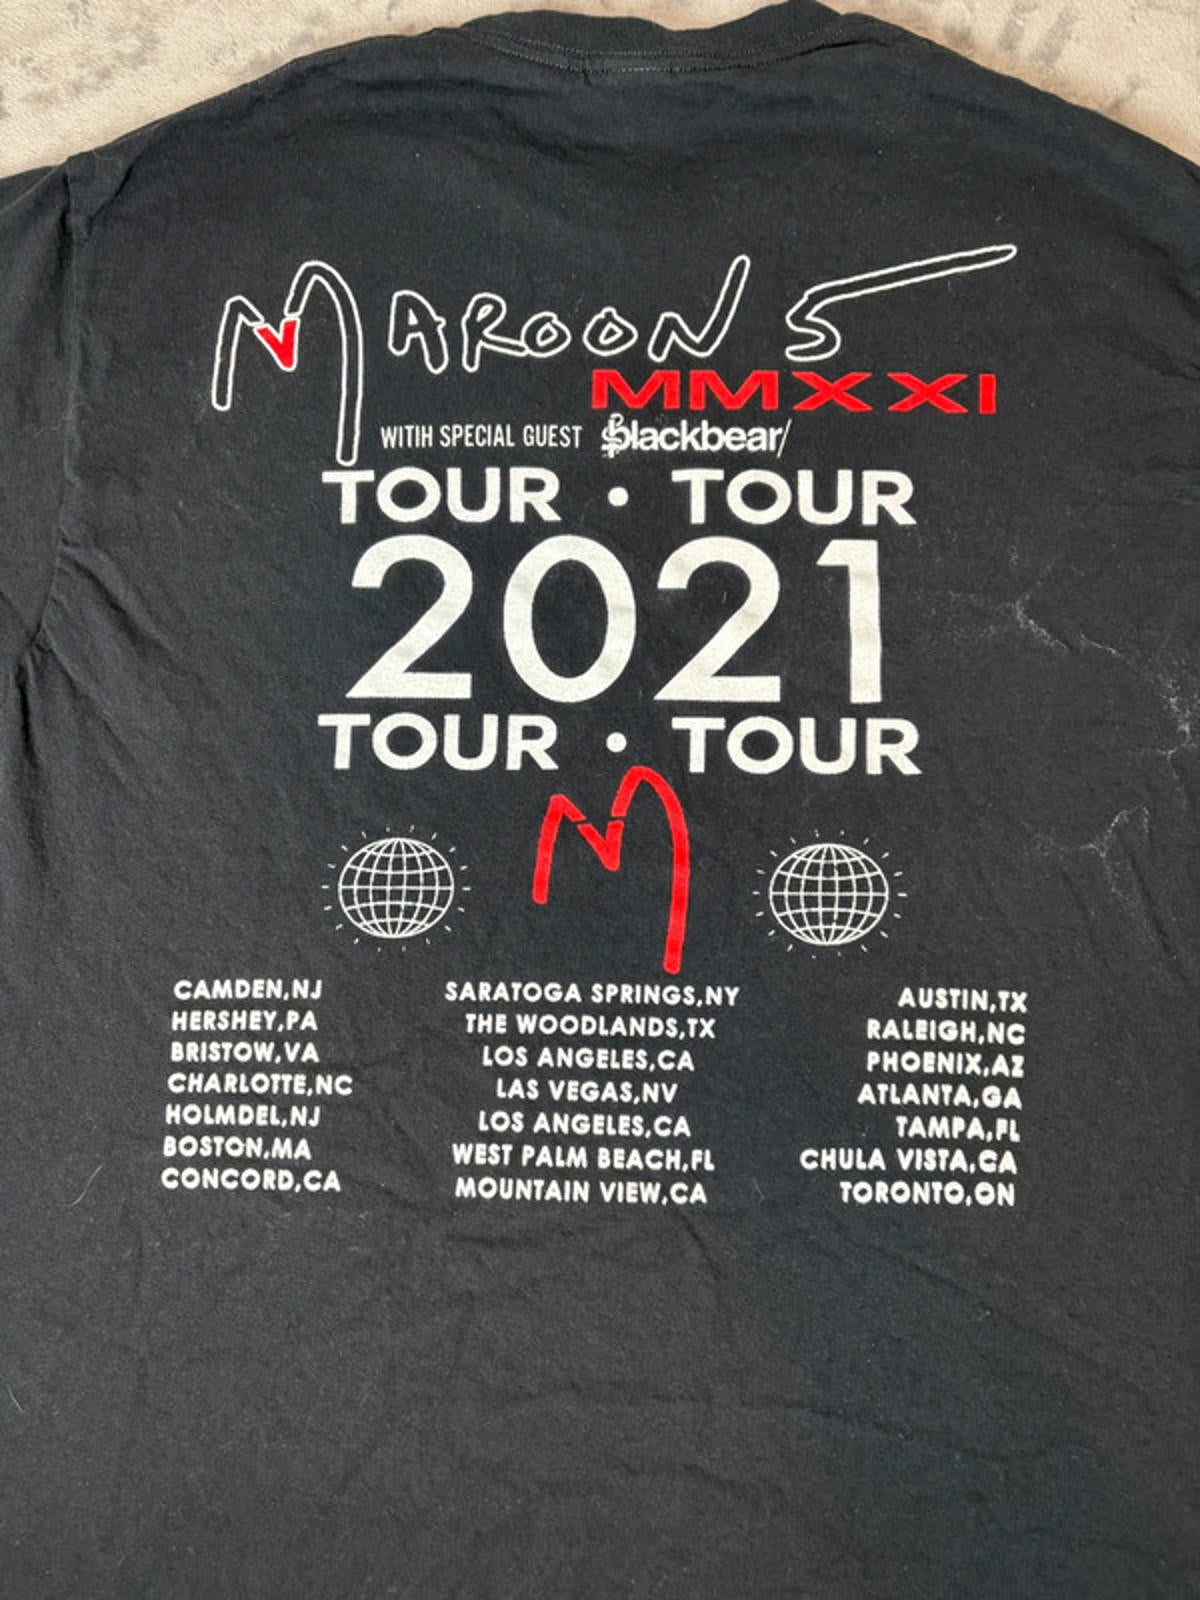 MAROON 5
MMXXI
WITIH SPECIAL GUEST blackbear/
TOUR • TOUR
2021
TOUR • TOUR
M
CAMDEN,NJ
HERSHEY,PA
BRISTOW,VA
CHARLOTTE,NC
HOLMDEL,NJ
BOSTON,MA
CONCORD,CA
SARATOGA SPRINGS,NY
THE WOODLANDS,TX
LOS ANGELES,CA
LAS VEGAS,NV
LOS ANGELES,CA
WEST PALM BEACH,FL
MOUNTAIN VIEW,CA
AUSTIN,TX
RALEIGH,NC
PHOENIX,AZ
ATLANTA,GA
TAMPA,FL
CHULA VISTA,CA
TORONTO,ON